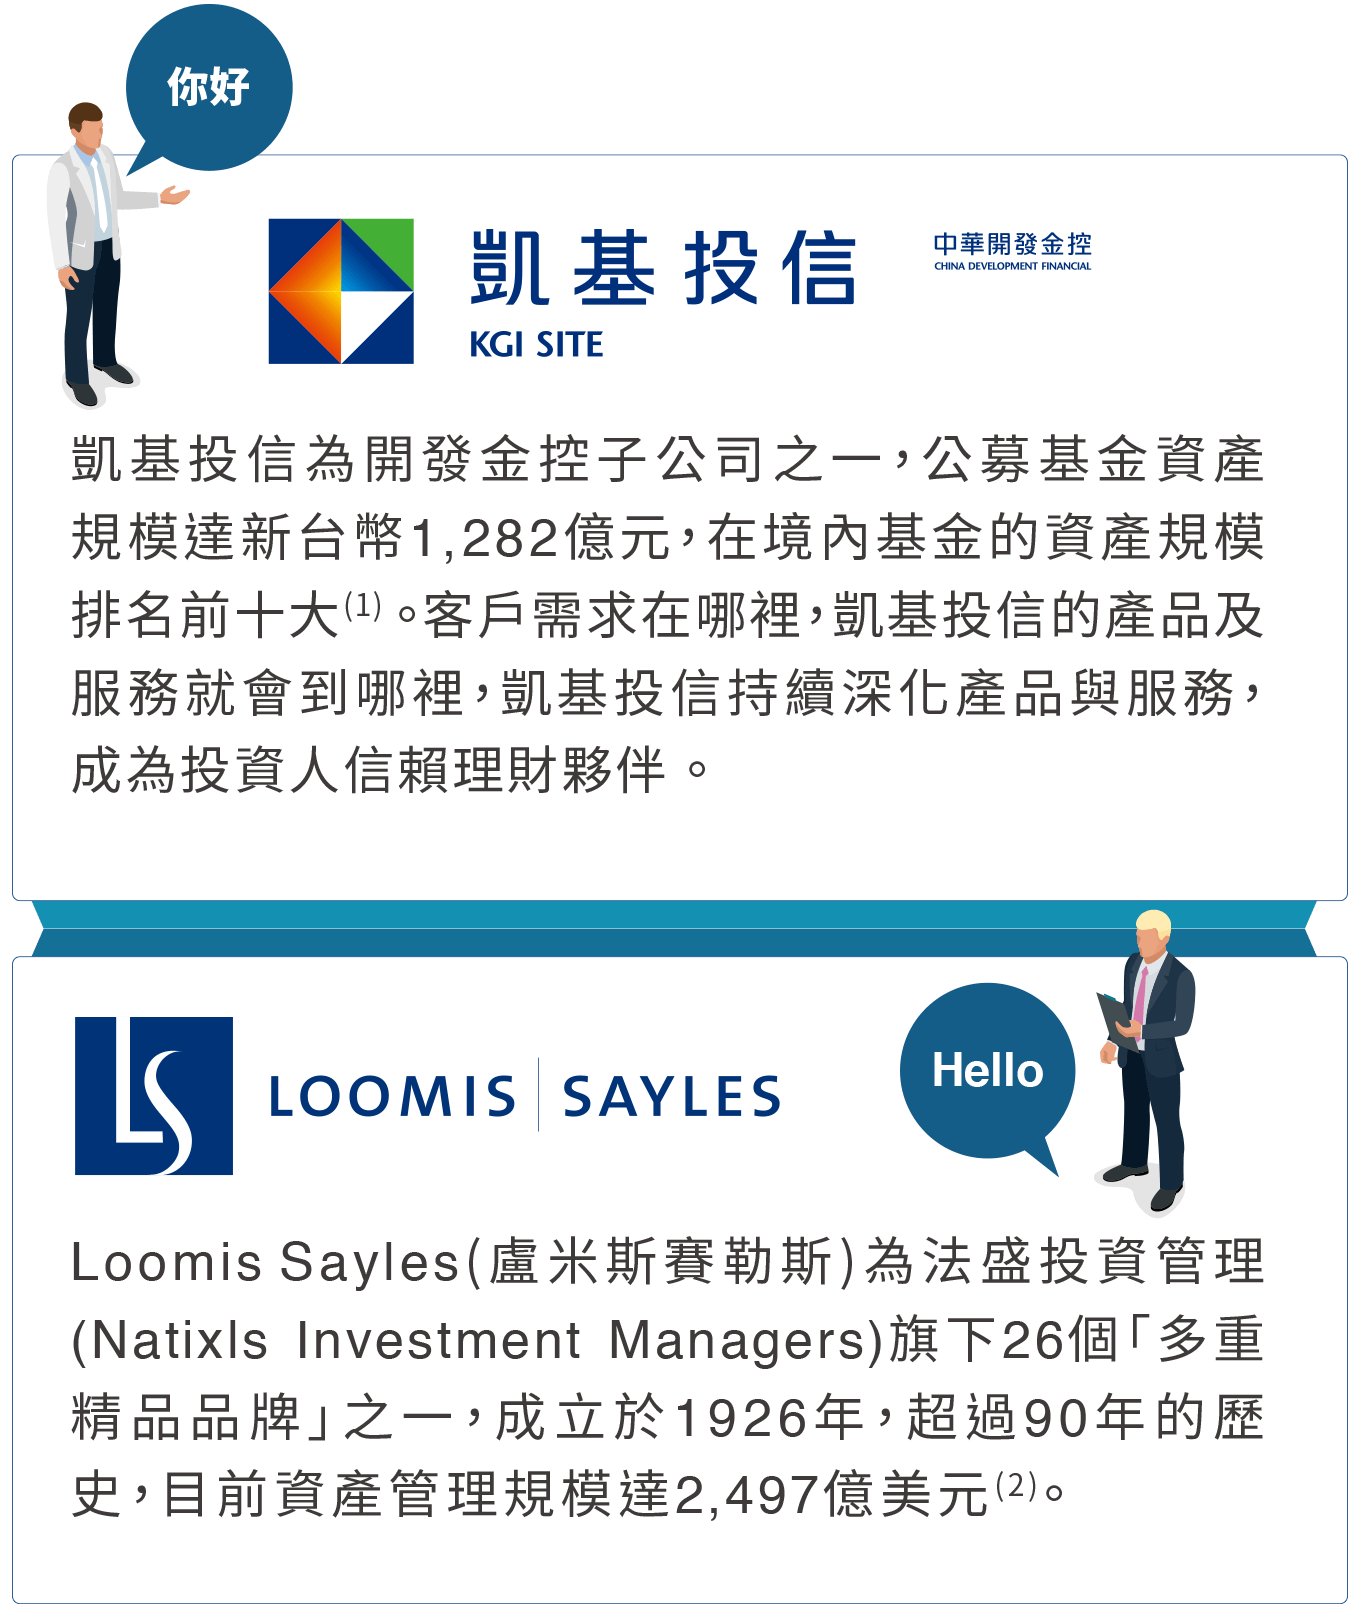 你好
凱基投信
中華開發金控
CHINA DEVELOPMENT FINANCIAL
KGI SITE
凱基投信為開發金控子公司之一，公募基金資產
規模達新台幣1,282億元，在境內基金的資產規模
排名前十大(1)。客戶需求在哪裡，凱基投信的產品及
服務就會到哪裡，凱基投信持續深化產品與服務，
成為投資人信賴理財夥伴。
LS
LOOMIS | SAYLES
Hello
Loomis Sayles(盧米斯賽勒斯)為法盛投資管理
(Natixls Investment Managers)旗下26個「多重
精品品牌」之一，成立於1926年，超過90年的歷
史，目前資產管理規模達2,497億美元(2)。